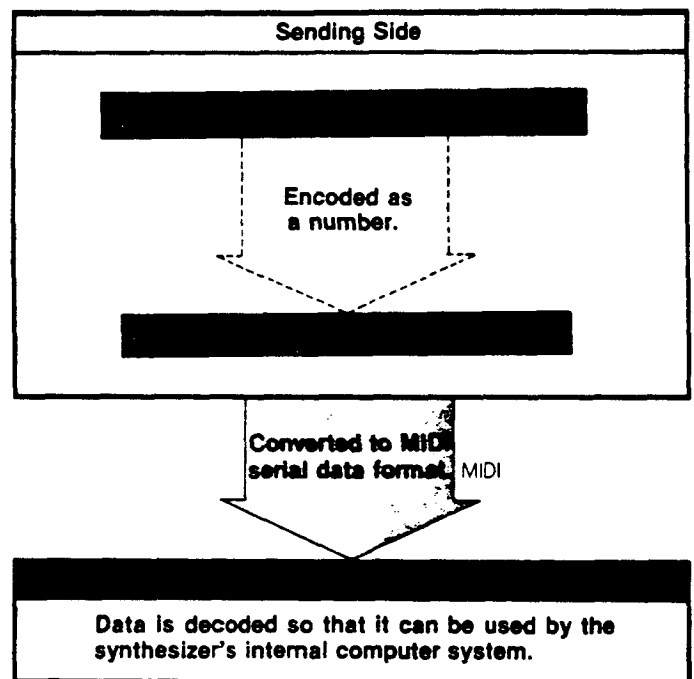 Sending Side
Encoded as
a number.
Converted to MIDI
serial data format. MIDI
Data is decoded so that it can be used by the
synthesizer's internal computer system.